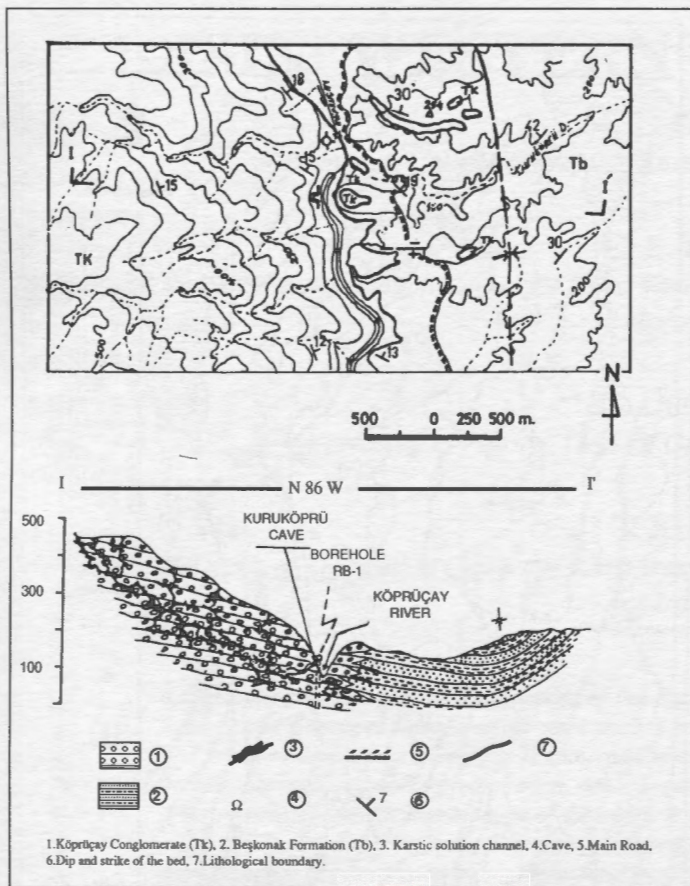 18
30
234
TK
Tb
I
15
TK
TK
I
30
200
12
13
N
500 0 250 500 m.
I N 86 W I'
KURUKÖPRÜ
CAVE
BOREHOLE
RB-1
KÖPRÜÇAY
RIVER
500
300
100
1 3 5 7
2 Ω 4 7 6
1.Köprüçay Conglomerate (Tk), 2. Beşkonak Formation (Tb), 3. Karstic solution channel, 4.Cave, 5.Main Road,
6.Dip and strike of the bed, 7.Lithological boundary.